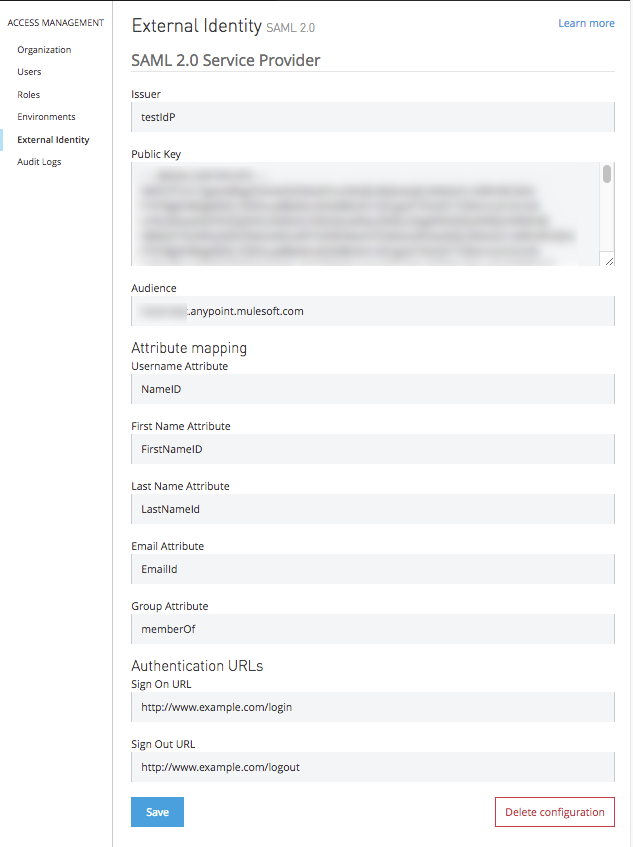 ACCESS MANAGEMENT
Organization
Users
Roles
Environments
External Identity
Audit Logs
External Identity SAML 2.0
Learn more
SAML 2.0 Service Provider
Issuer
testIdP
Public Key
Audience
.anypoint.mulesoft.com
Attribute mapping
Username Attribute
NameID
First Name Attribute
FirstNameID
Last Name Attribute
LastNameId
Email Attribute
EmailId
Group Attribute
memberOf
Authentication URLs
Sign On URL
http://www.example.com/login
Sign Out URL
http://www.example.com/logout
Save
Delete configuration